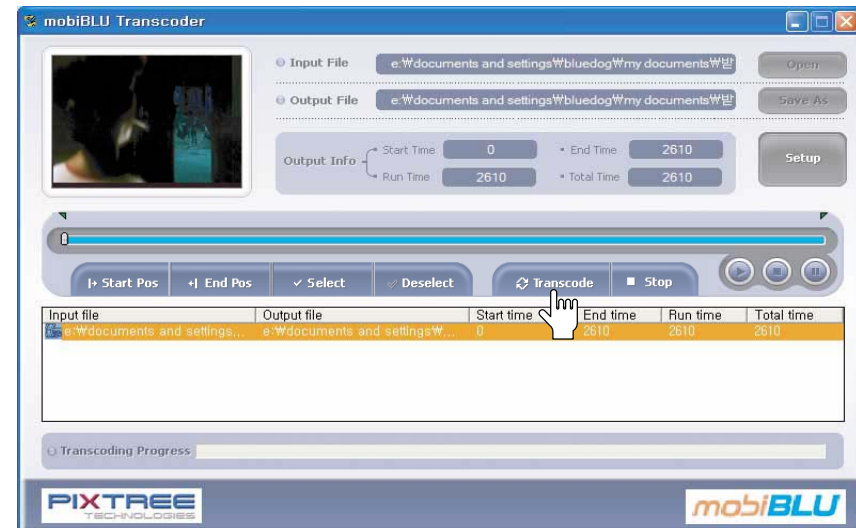 mobiBLU Transcoder
Input File e:₩documents and settings₩bluedog₩my documents₩받 Open
Output File e:₩documents and settings₩bluedog₩my documents₩받 Save As
Output Info Start Time 0 End Time 2610 Setup
Run Time 2610 Total Time 2610
Start Pos End Pos Select Deselect Transcode Stop
Input file Output file Start time End time Run time Total time
e:₩documents and settings... e:₩documents and settings₩... 0 2610 2610 2610
Transcoding Progress
PIXTREE mobiBLU
TECHNOLOGIES